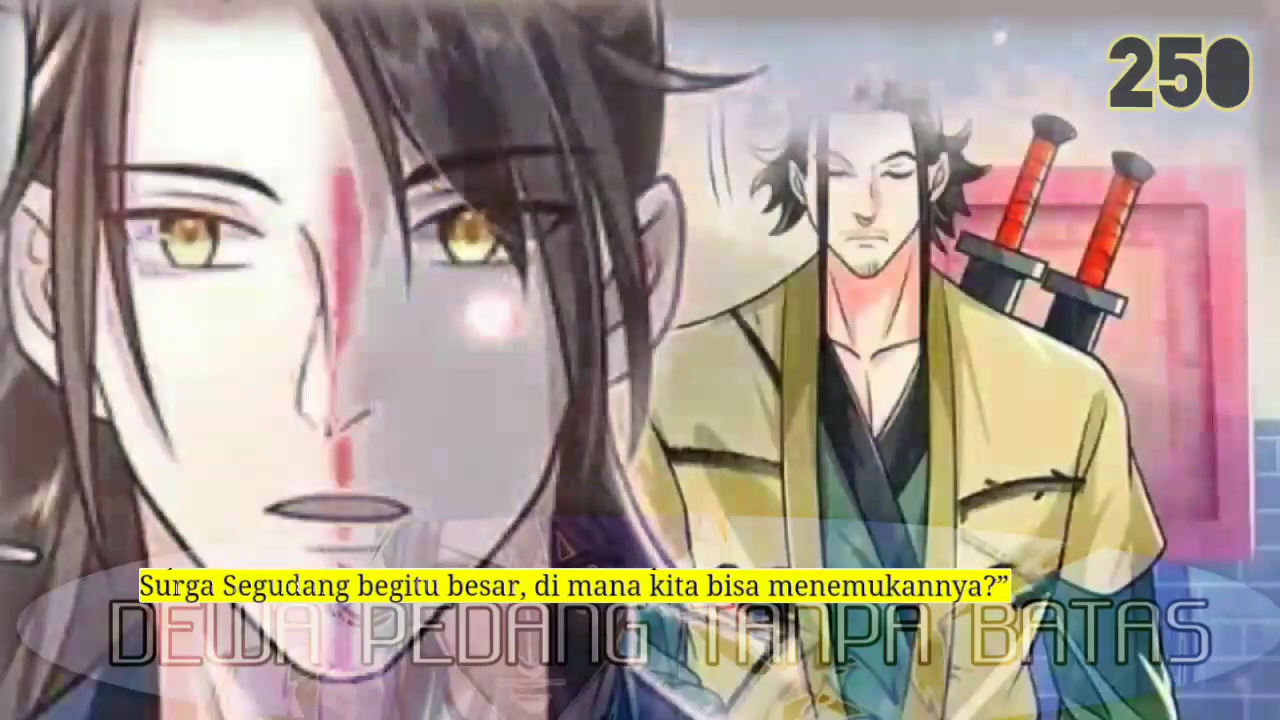 250
Surga Segudang begitu besar, di mana kita bisa menemukannya?”
DEWA PEDANG TANPA BATAS